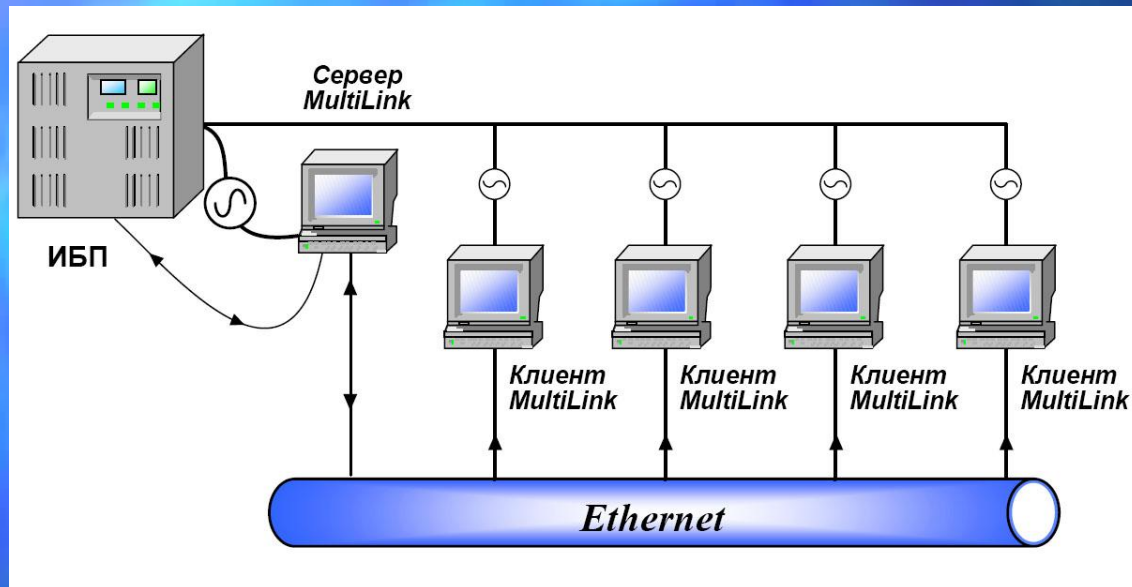 Сервер
MultiLink
ИБП
Клиент
MultiLink
Клиент
MultiLink
Клиент
MultiLink
Клиент
MultiLink
Ethernet